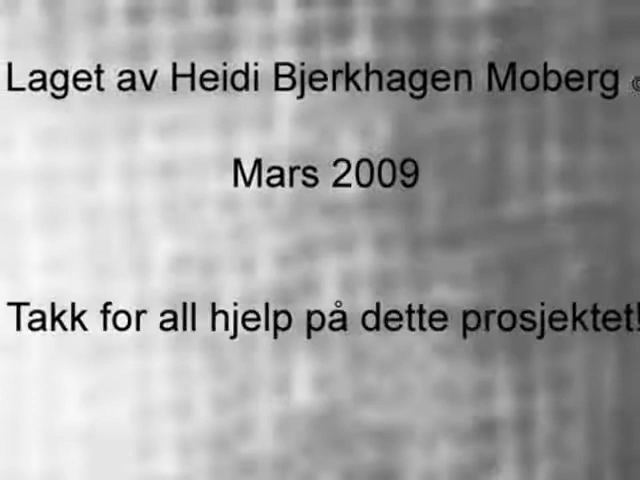 Laget av Heidi Bjerkhagen Moberg ©
Mars 2009
Takk for all hjelp på dette prosjektet!